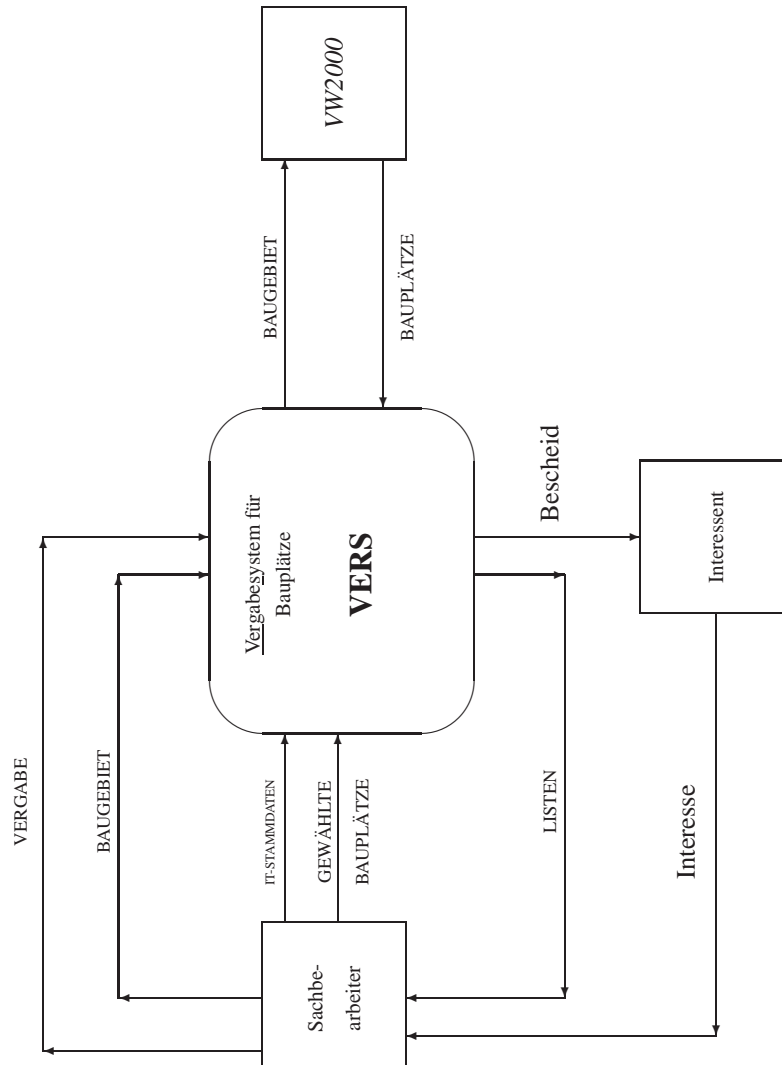 VERGABE
BAUGEBIET
Sachbe-
arbeiter
IT-STAMMDATEN
GEWÄHLTE
BAUPLÄTZE
Vergabesystem für
Bauplätze
VERS
BAUGEBIET
BAUPLÄTZE
VW2000
LISTEN
Bescheid
Interesse
Interessent